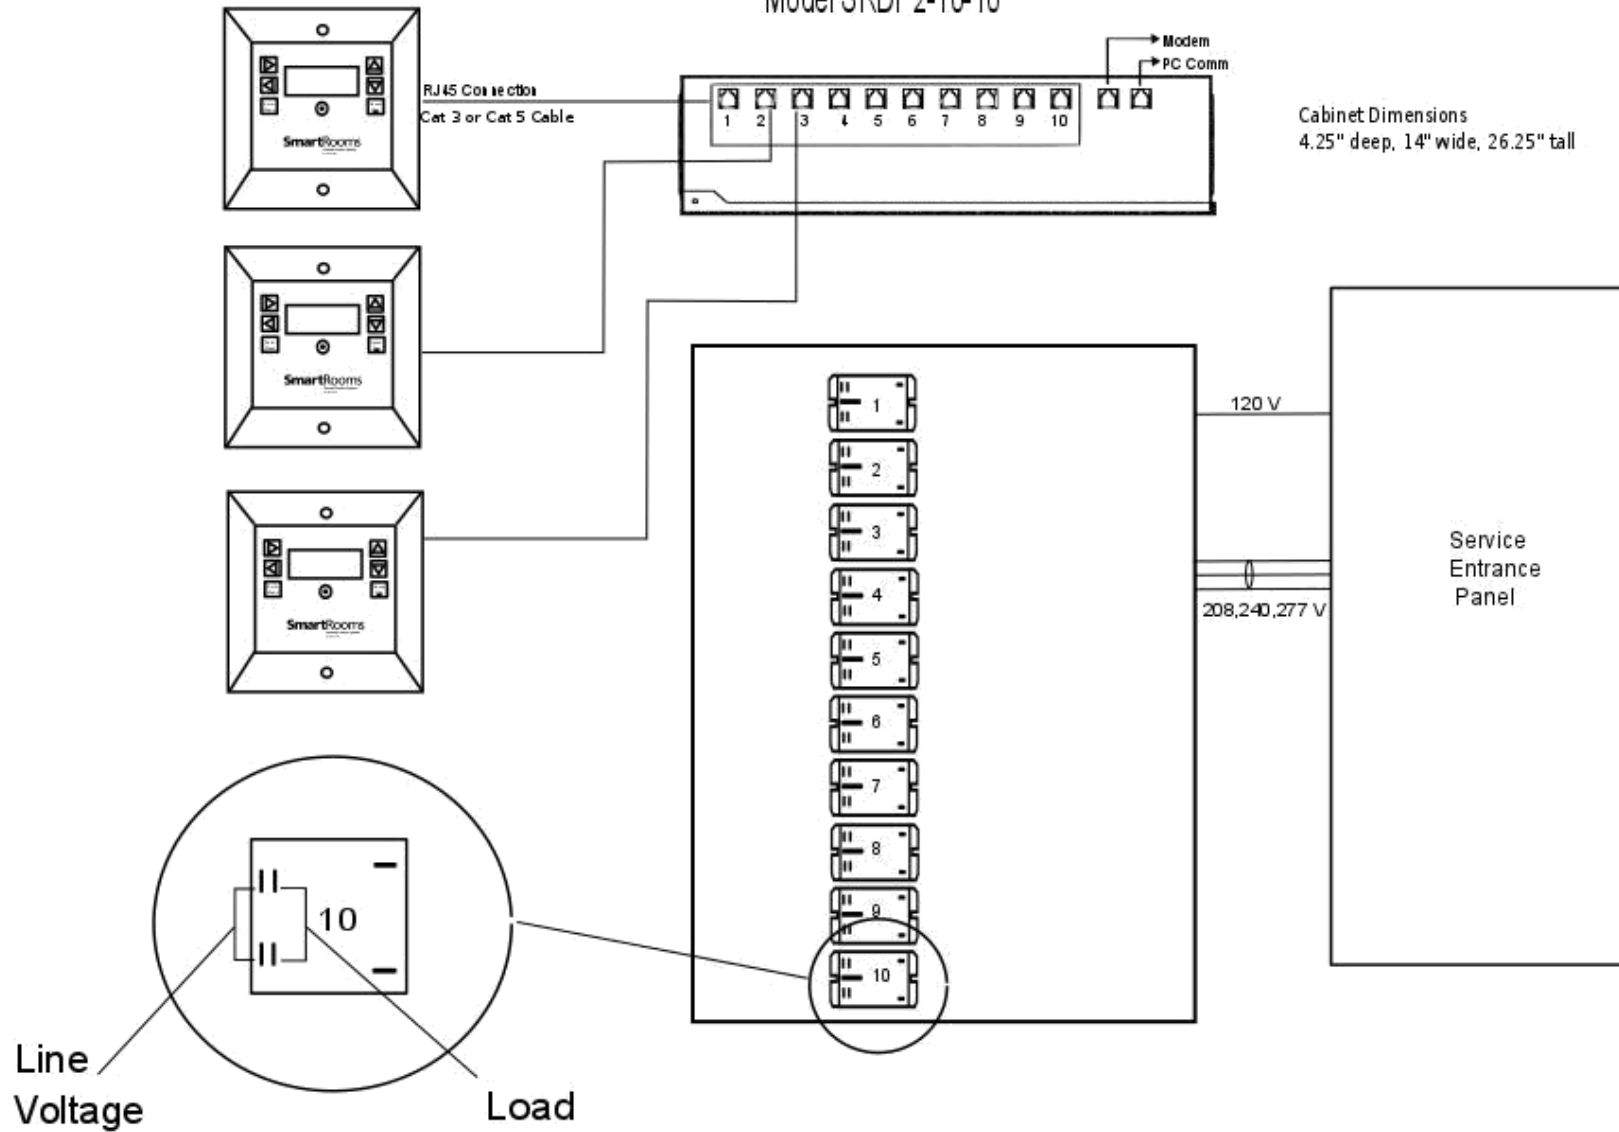 Model SRDP2-10-10
Modem
PC Comm
RJ45 Connection
Cat 3 or Cat 5 Cable
1 2 3 4 5 6 7 8 9 10
Cabinet Dimensions
4.25" deep, 14" wide, 26.25" tall
SmartRooms
SmartRooms
SmartRooms
1
2
3
4
5
6
7
8
9
10
120 V
208,240,277 V
Service
Entrance
Panel
10
Line
Voltage
Load